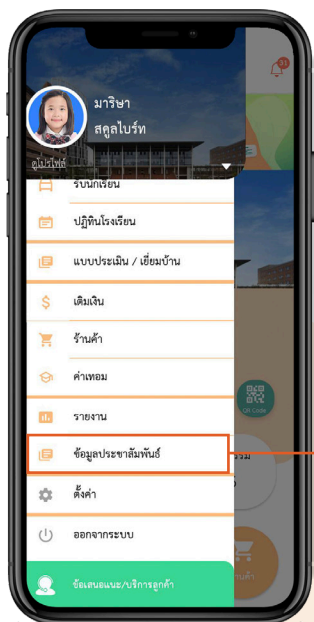 31
มาริษา
สคูลไบร์ท
ดูโปรไฟล์
รับนักเรียน
ปฏิทินโรงเรียน
แบบประเมิน / เยี่ยมบ้าน
เติมเงิน
ร้านค้า
ค่าเทอม
QR Code
รายงาน
ข้อมูลประชาสัมพันธ์
ตั้งค่า
ออกจากระบบ
ข้อเสนอแนะ/บริการลูกค้า